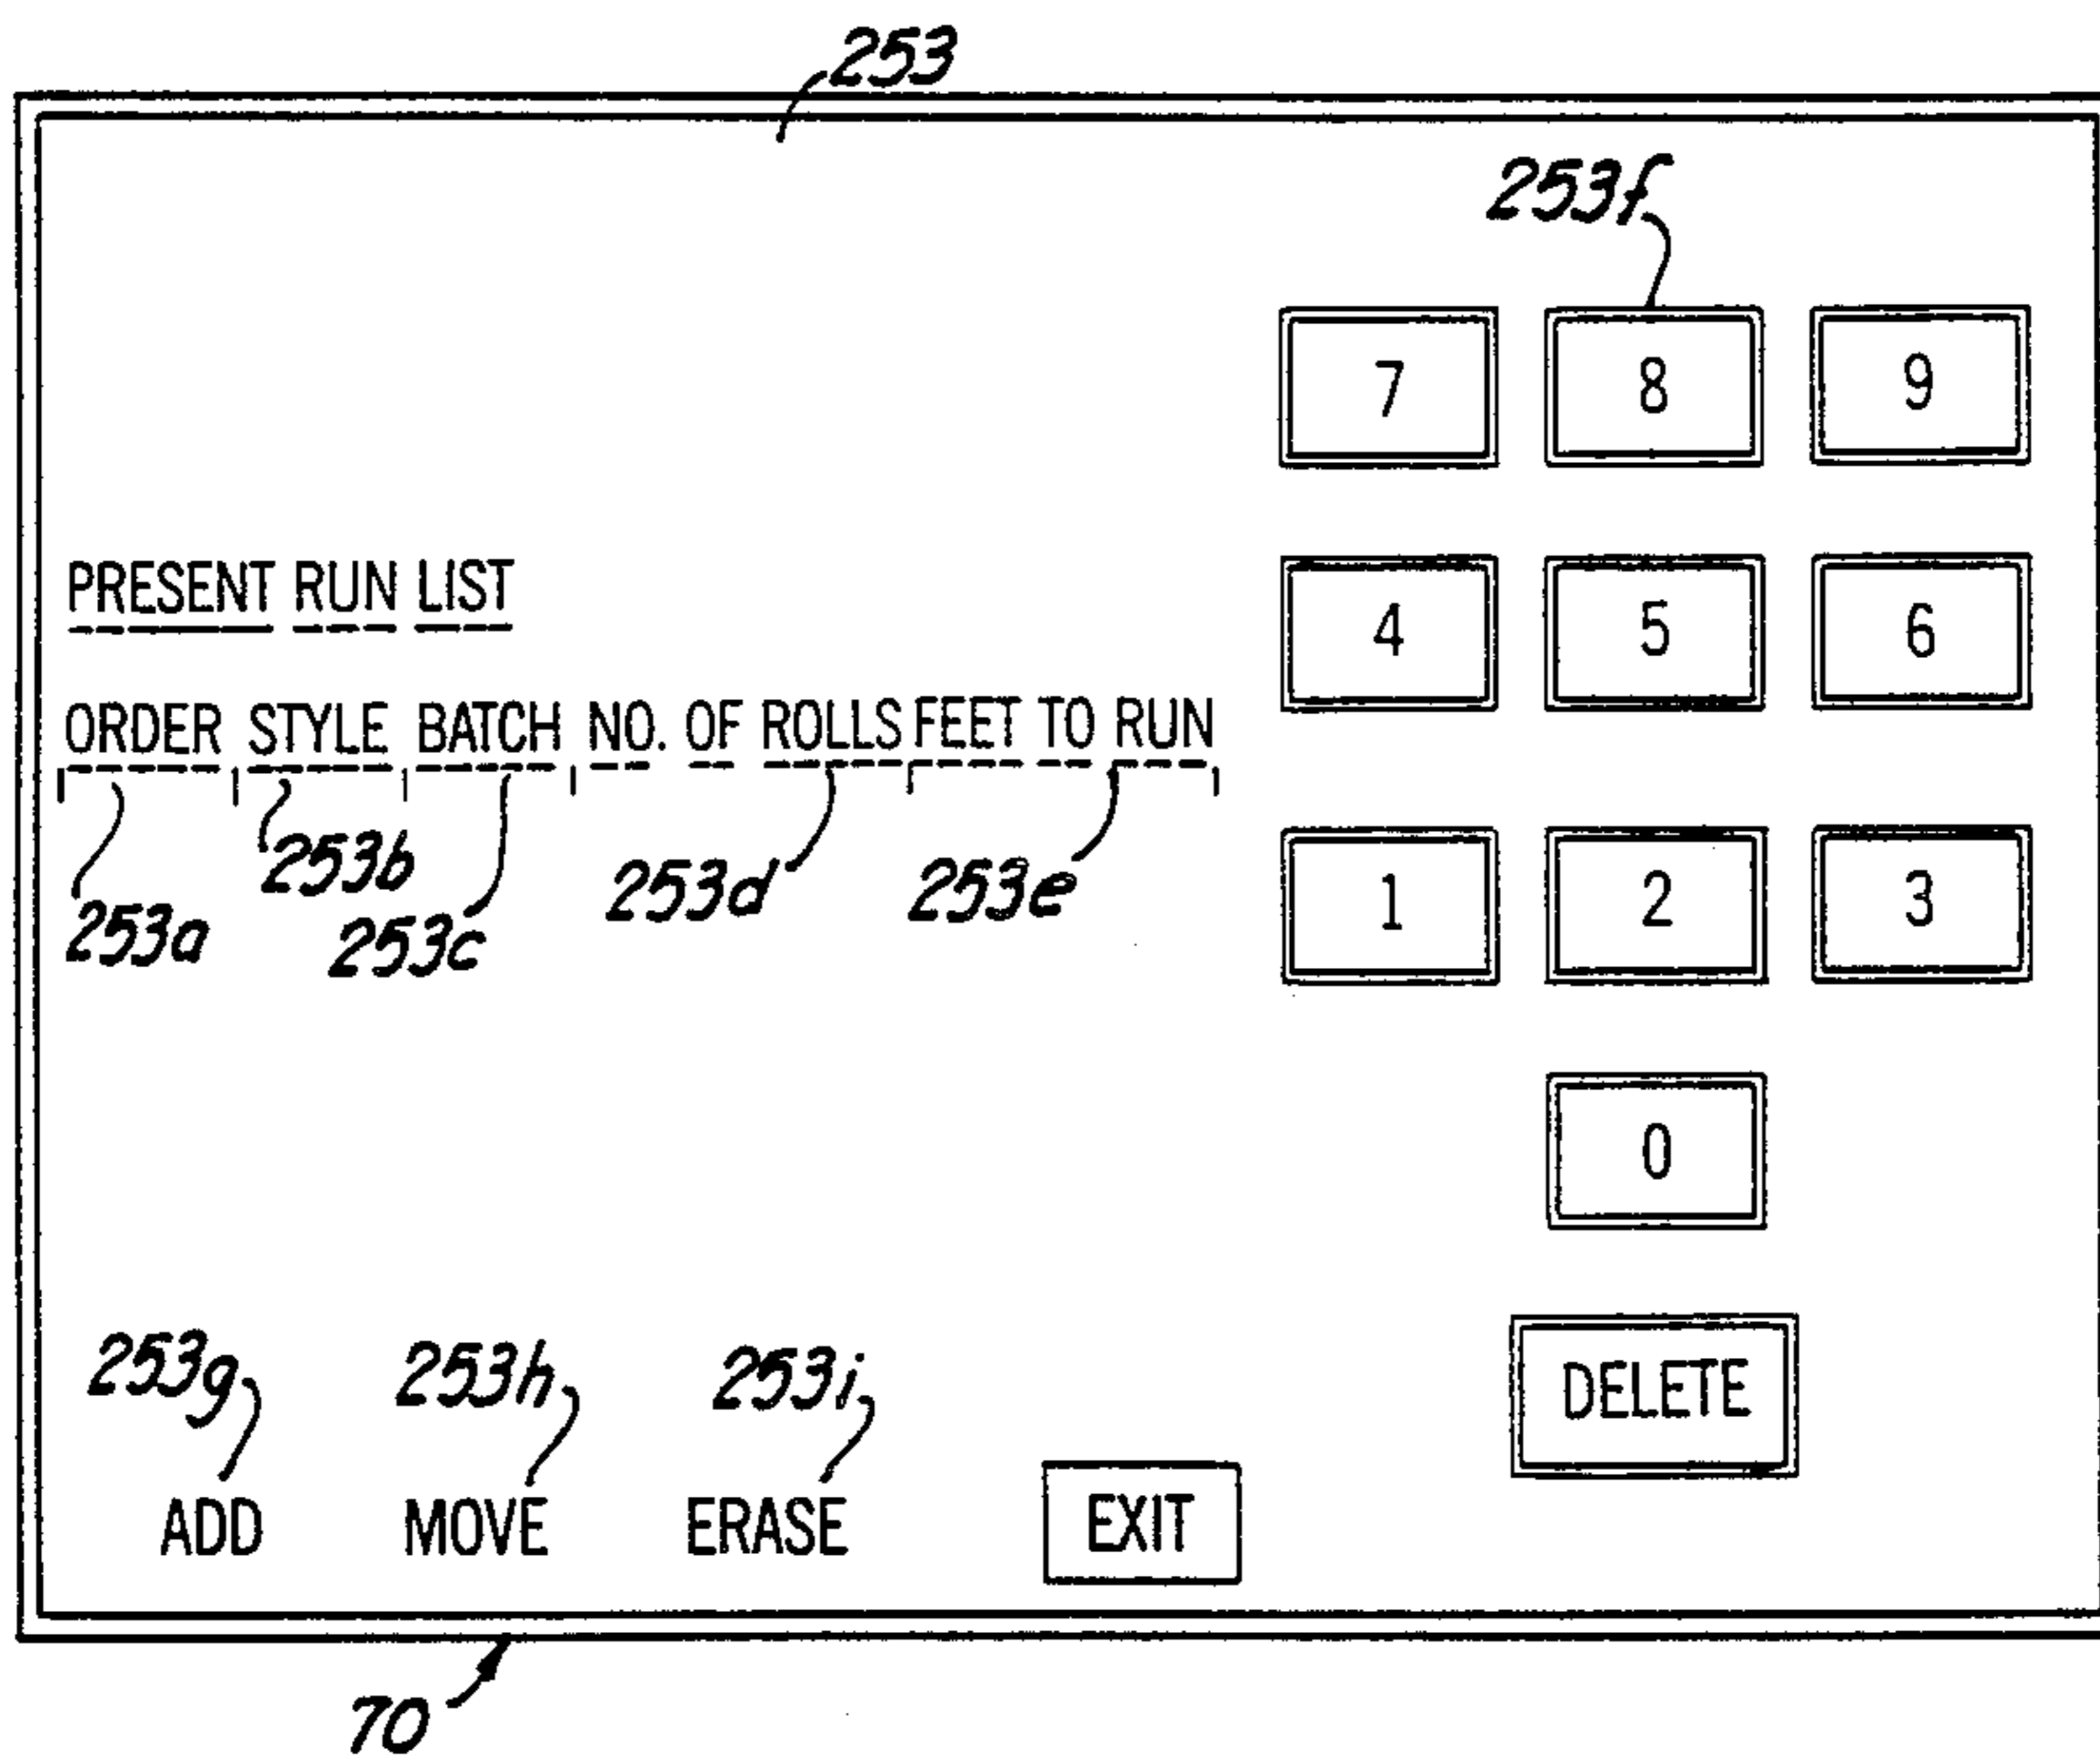 253
253f
7 8 9
PRESENT RUN LIST
4 5 6
ORDER STYLE BATCH NO. OF ROLLS FEET TO RUN
253a 253b 253c 253d 253e
1 2 3
0
253g 253h 253i
DELETE
ADD MOVE ERASE EXIT
70